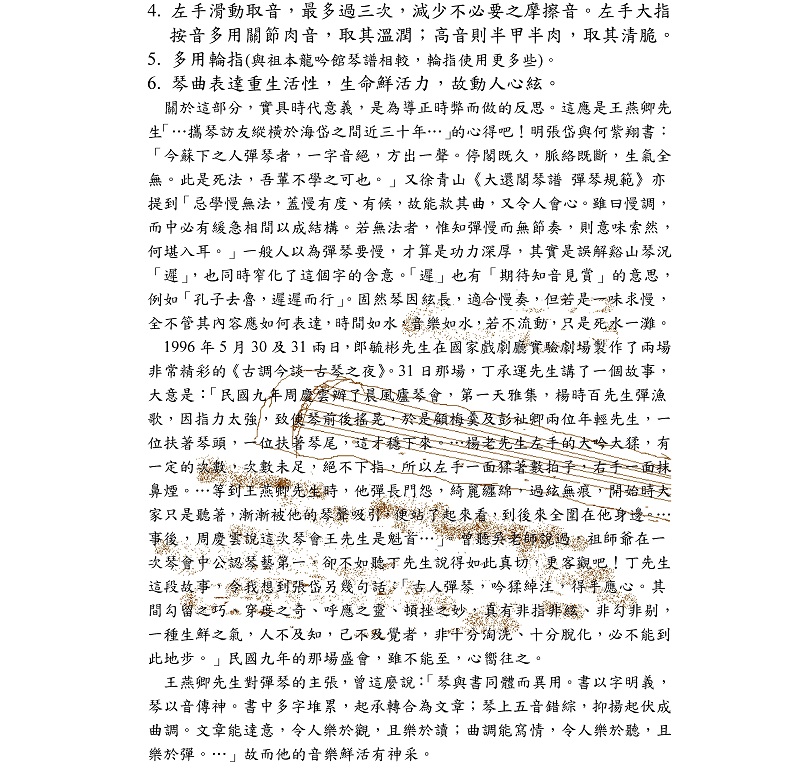 4. 左手滑動取音，最多過三次，減少不必要之摩擦音。左手大指
按音多用關節肉音，取其溫潤；高音則半甲半肉，取其清脆。
5. 多用輪指(與祖本龍吟館琴譜相較，輪指使用更多些)。
6. 琴曲表達重生活性，生命鮮活力，故動人心絃。
關於這部分，實具時代意義，是為導正時弊而做的反思。這應是王燕卿先
生「…攜琴訪友縱橫於海岱之間近三十年…」的心得吧！明張岱與何紫翔書：
「今蘇下之人彈琴者，一字音絕，方出一聲。停閣既久，脈絡既斷，生氣全
無。此是死法，吾輩不學之可也。」又徐青山《大還閣琴譜 彈琴規範》亦
提到「忌學慢無法，蓋慢有度、有候，故能款其曲，又令人會心。雖曰慢調，
而中必有緩急相間以成結構。若無法者，惟知彈慢而無節奏，則意味索然，
何堪入耳。」一般人以為彈琴要慢，才算是功力深厚，其實是誤解谿山琴況
「遲」，也同時窄化了這個字的含意。「遲」也有「期待知音見賞」的意思，
例如「孔子去魯，遲遲而行」。固然琴因絃長，適合慢奏，但若是一味求慢，
全不管其內容應如何表達，時間如水，音樂如水，若不流動，只是死水一灘。
1996 年 5 月 30 及 31 兩日，郎毓彬先生在國家戲劇廳實驗劇場製作了兩場
非常精彩的《古調今談-古琴之夜》。31 日那場，丁承運先生講了一個故事，
大意是：「民國九年周慶雲辦了晨風廬琴會，第一天雅集，楊時百先生彈漁
歌，因指力太強，致使琴前後搖晃，於是顧梅羹及彭祉卿兩位年輕先生，一
位扶著琴頭，一位扶著琴尾，這才穩下來。…楊老先生左手的大吟大猱，有
一定的次數，次數未足，絕不下指，所以左手一面猱著數拍子，右手一面抹
鼻煙。…等到王燕卿先生時，他彈長門怨，綺麗纏綿，過絃無痕，開始時大
家只是聽著，漸漸被他的琴聲吸引，便站了起來看，到後來全圍在他身邊。…
事後，周慶雲說這次琴會王先生是魁首…」。曾聽吳老師說過，祖師爺在一
次琴會中公認琴藝第一，卻不如聽丁先生說得如此真切，更客觀吧！丁先生
這段故事，令我想到張岱另幾句話：「古人彈琴，吟猱綽注，得手應心。其
間勾留之巧、穿度之奇、呼應之靈、頓挫之妙，真有非指非絃、非勾非剔，
一種生鮮之氣，人不及知，己不及覺者，非十分淘洗、十分脫化，必不能到
此地步。」民國九年的那場盛會，雖不能至，心嚮往之。
王燕卿先生對彈琴的主張，曾這麼說：「琴與書同體而異用。書以字明義，
琴以音傳神。書中多字堆累，起承轉合為文章；琴上五音錯綜，抑揚起伏成
曲調。文章能達意，令人樂於觀，且樂於讀；曲調能寫情，令人樂於聽，且
樂於彈。…」故而他的音樂鮮活有神采。